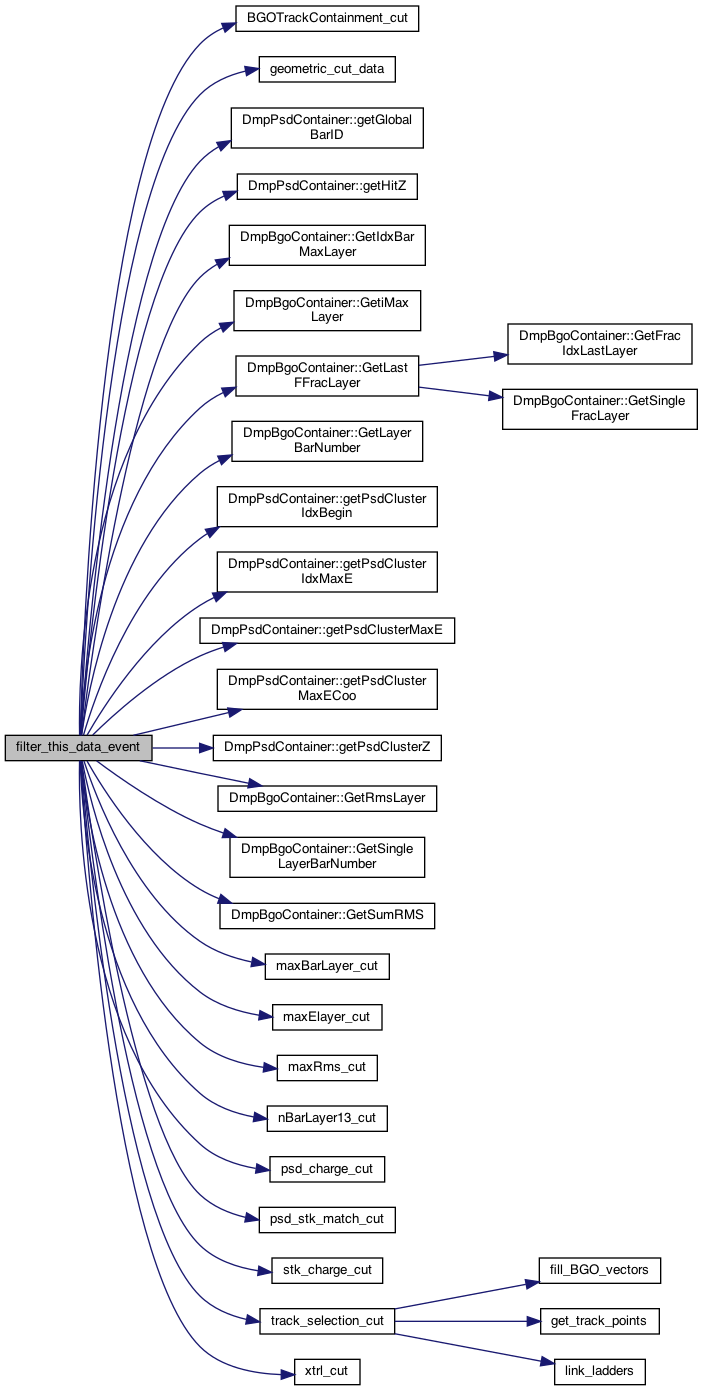 BGOTrackContainment_cut
geometric_cut_data
DmpPsdContainer::getGlobal
BarID
DmpPsdContainer::getHitZ
DmpBgoContainer::GetIdxBar
MaxLayer
DmpBgoContainer::GetiMax
Layer
DmpBgoContainer::GetFrac
IdxLastLayer
DmpBgoContainer::GetLast
FFracLayer
DmpBgoContainer::GetSingle
FracLayer
DmpBgoContainer::GetLayer
BarNumber
DmpPsdContainer::getPsdCluster
IdxBegin
DmpPsdContainer::getPsdCluster
IdxMaxE
DmpPsdContainer::getPsdClusterMaxE
DmpPsdContainer::getPsdCluster
MaxECoo
filter_this_data_event
DmpPsdContainer::getPsdClusterZ
DmpBgoContainer::GetRmsLayer
DmpBgoContainer::GetSingle
LayerBarNumber
DmpBgoContainer::GetSumRMS
maxBarLayer_cut
maxElayer_cut
maxRms_cut
nBarLayer13_cut
psd_charge_cut
psd_stk_match_cut
stk_charge_cut
fill_BGO_vectors
track_selection_cut
get_track_points
xtrl_cut
link_ladders